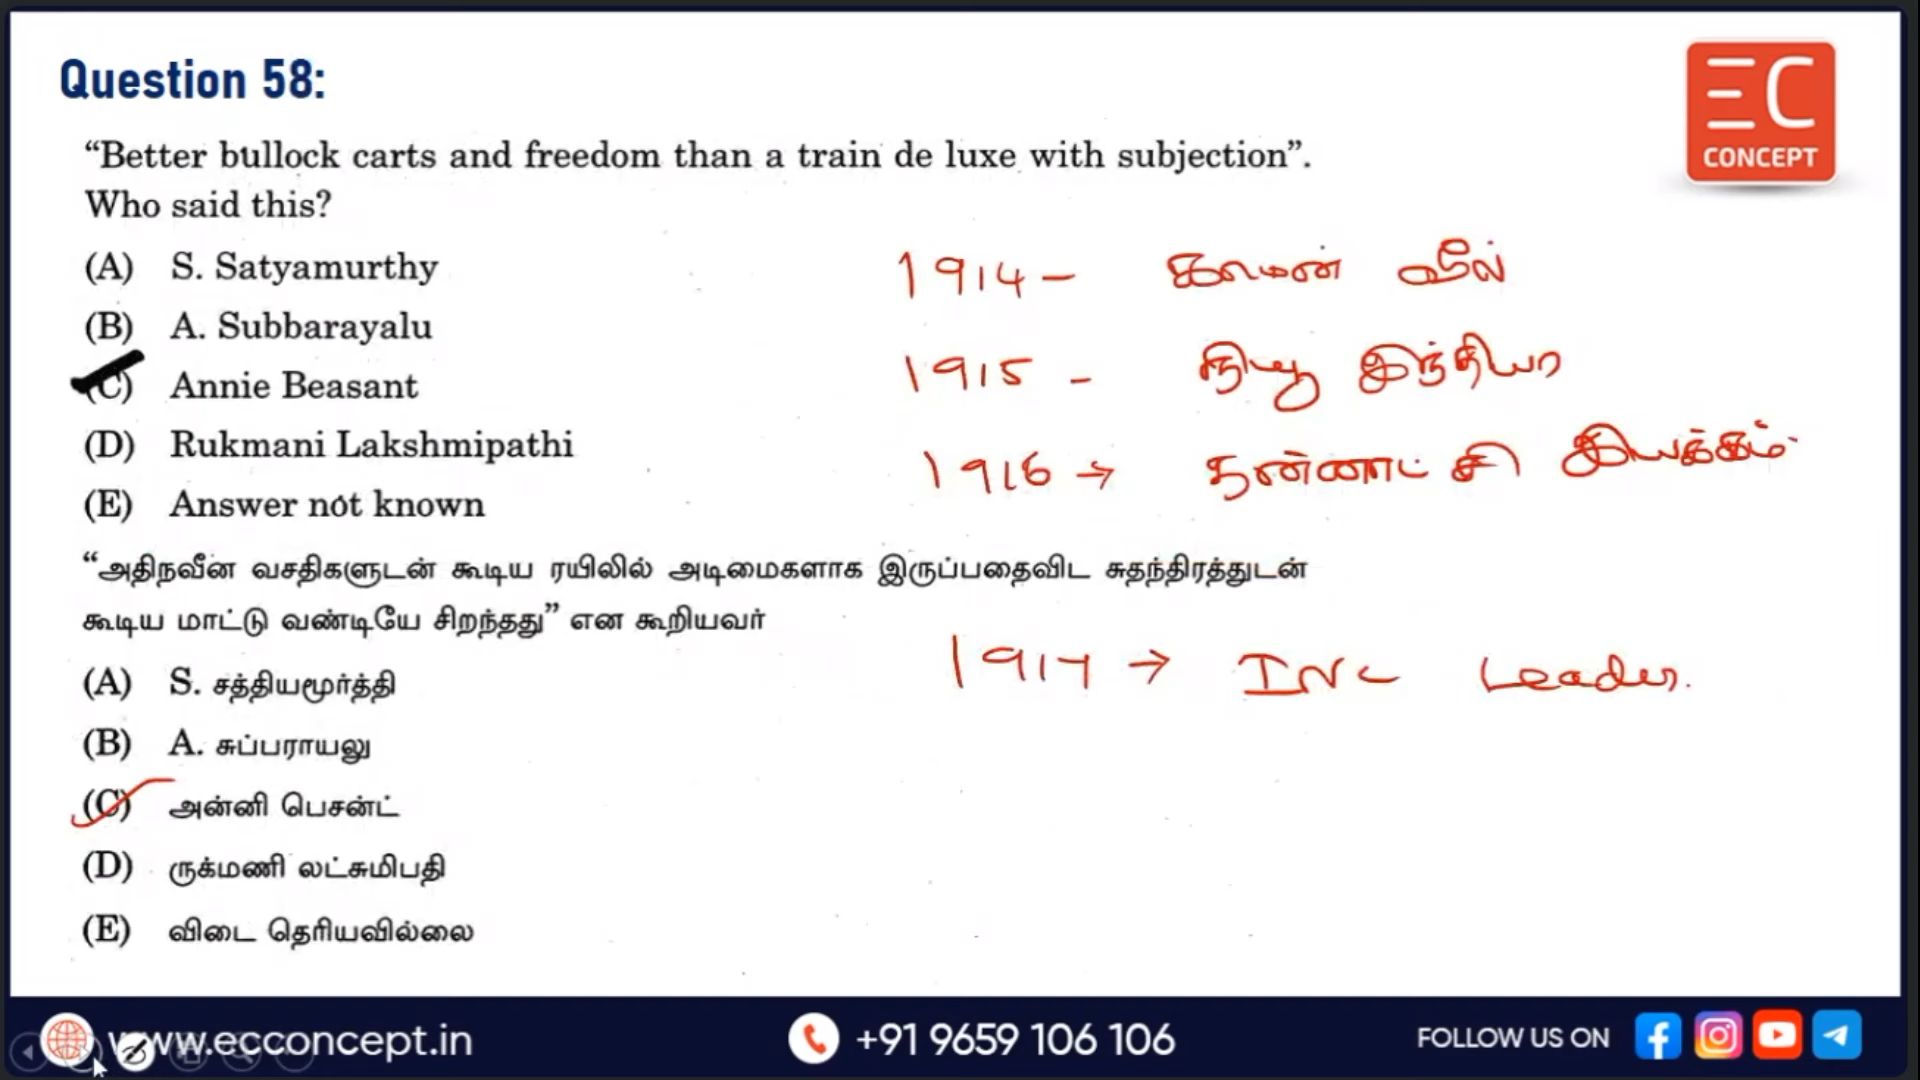 Question 58:
“Better bullock carts and freedom than a train de luxe with subjection”.
Who said this?
(A) S. Satyamurthy
(B) A. Subbarayalu
(C) Annie Beasant
(D) Rukmani Lakshmipathi
(E) Answer not known
“அதிநவீன வசதிகளுடன் கூடிய ரயிலில் அடிமைகளாக இருப்பதைவிட சுதந்திரத்துடன்
கூடிய மாட்டு வண்டியே சிறந்தது” என கூறியவர்
(A) S. சத்தியமூர்த்தி
(B) A. சுப்பராயலு
(C) அன்னி பெசன்ட்
(D) ருக்மணி லட்சுமிபதி
(E) விடை தெரியவில்லை
1914 - காமன் வீல்
1915 - நியூ இந்தியா
1916 → தன்னாட்சி இயக்கம்
1917 → INC Leader.
EC
CONCEPT
www.ecconcept.in
+91 9659 106 106
FOLLOW US ON